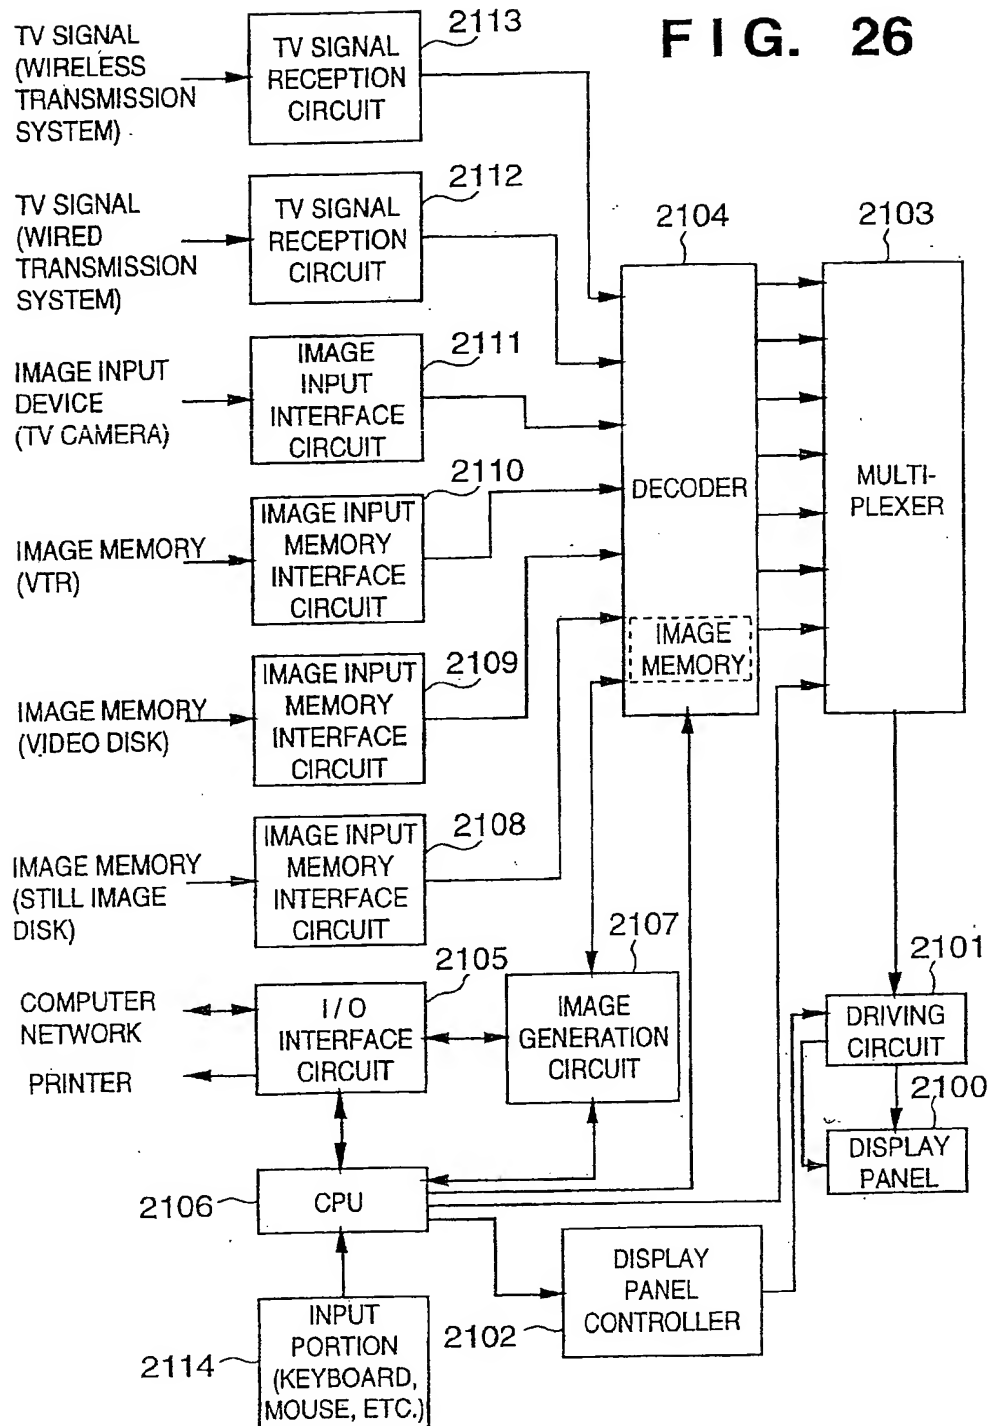 FIG. 26
TV SIGNAL
(WIRELESS
TRANSMISSION
SYSTEM)
2113
TV SIGNAL
RECEPTION
CIRCUIT
TV SIGNAL
(WIRED
TRANSMISSION
SYSTEM)
2112
TV SIGNAL
RECEPTION
CIRCUIT
IMAGE INPUT
DEVICE
(TV CAMERA)
2111
IMAGE
INPUT
INTERFACE
CIRCUIT
IMAGE MEMORY
(VTR)
2110
IMAGE INPUT
MEMORY
INTERFACE
CIRCUIT
IMAGE MEMORY
(VIDEO DISK)
2109
IMAGE INPUT
MEMORY
INTERFACE
CIRCUIT
IMAGE MEMORY
(STILL IMAGE
DISK)
2108
IMAGE INPUT
MEMORY
INTERFACE
CIRCUIT
2104
DECODER
IMAGE
MEMORY
2103
MULTI-
PLEXER
COMPUTER
NETWORK
PRINTER
2105
I/O
INTERFACE
CIRCUIT
2107
IMAGE
GENERATION
CIRCUIT
2101
DRIVING
CIRCUIT
2100
DISPLAY
PANEL
2106
CPU
2102
DISPLAY
PANEL
CONTROLLER
2114
INPUT
PORTION
(KEYBOARD,
MOUSE, ETC.)